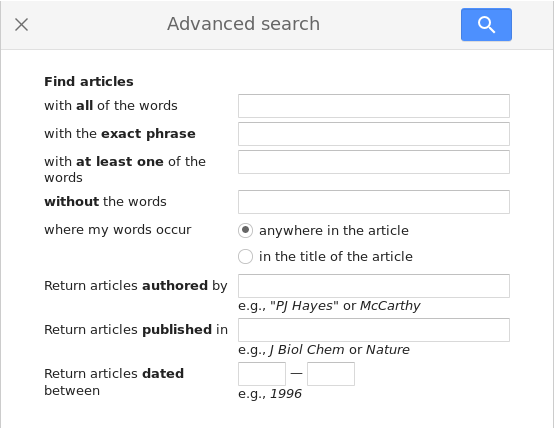 Advanced search
Find articles
with all of the words
with the exact phrase
with at least one of the
words
without the words
where my words occur
anywhere in the article
in the title of the article
Return articles authored by
e.g., "PJ Hayes" or McCarthy
Return articles published in
e.g., J Biol Chem or Nature
Return articles dated
between
—
e.g., 1996